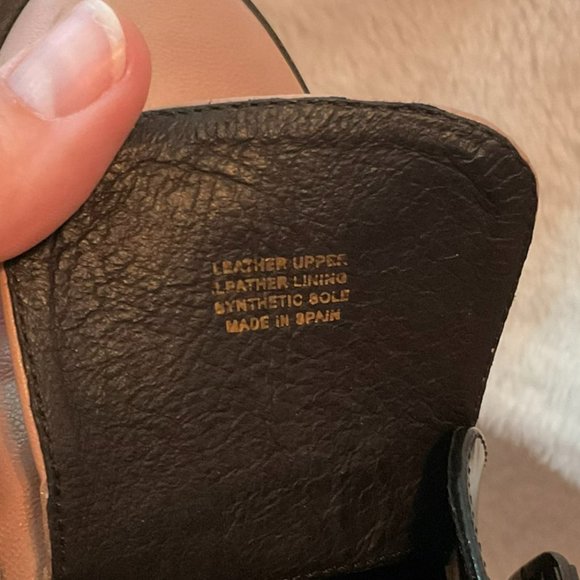 LEATHER UPPER
LEATHER LINING
SYNTHETIC SOLE
MADE IN SPAIN